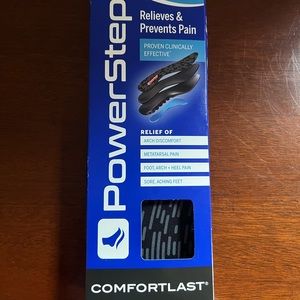 PowerStep
Relieves &
Prevents Pain
PROVEN CLINICALLY
EFFECTIVE
RELIEF OF
ARCH DISCOMFORT
METATARSAL PAIN
FOOT, ARCH + HEEL PAIN
SORE, ACHING FEET
COMFORTLAST®